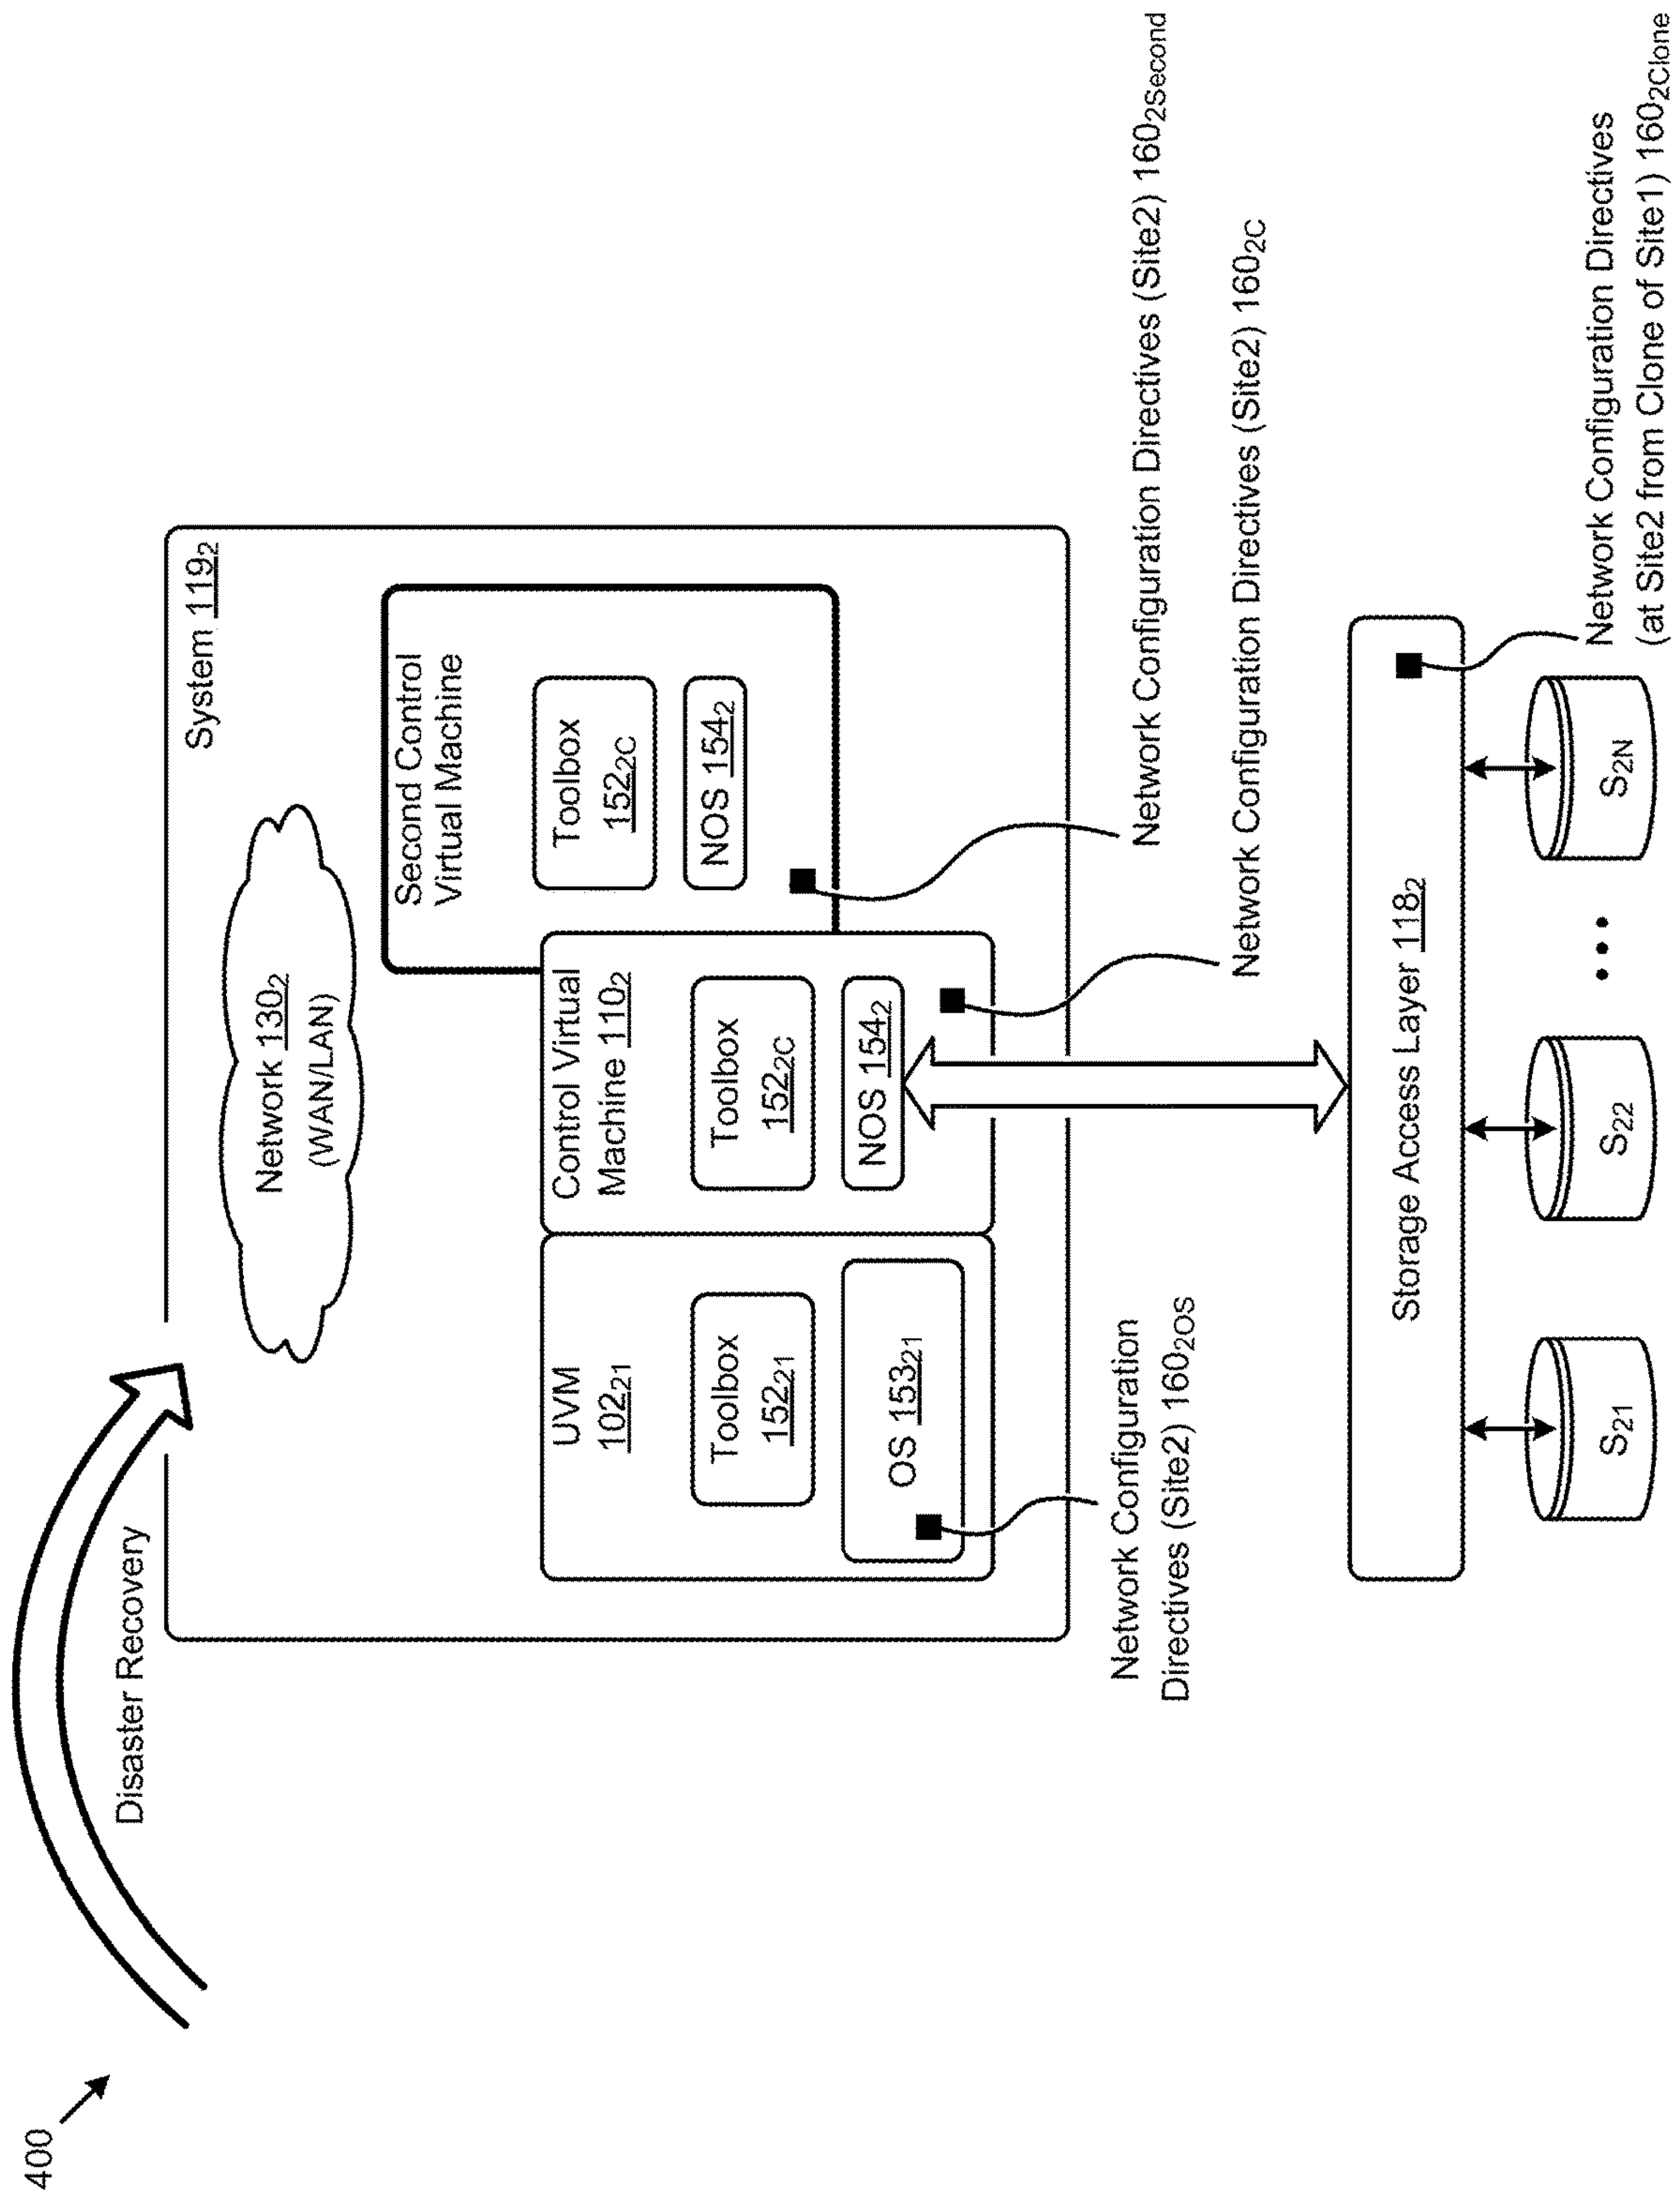 400
Disaster Recovery
System 119₂
Network 130₂
(WAN/LAN)
UVM
102₂₁
Toolbox
152₂₁
OS 153₂₁
Control Virtual
Machine 110₂
Toolbox
152₂C
NOS 154₂
Second Control
Virtual Machine
Toolbox
152₂C
NOS 154₂
Network Configuration
Directives (Site2) 160₂OS
Network Configuration Directives (Site2) 160₂Second
Network Configuration Directives (Site2) 160₂C
Storage Access Layer 118₂
S₂₁
S₂₂
...
S₂N
Network Configuration Directives
(at Site2 from Clone of Site1) 160₂Clone